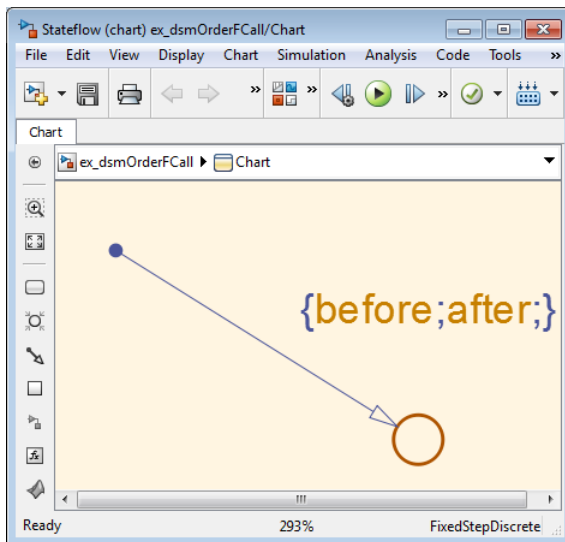 Stateflow (chart) ex_dsmOrderFCall/Chart
File Edit View Display Chart Simulation Analysis Code Tools »
» » »
Chart
ex_dsmOrderFCall Chart
{before;after;}
fx
Ready 293% FixedStepDiscrete